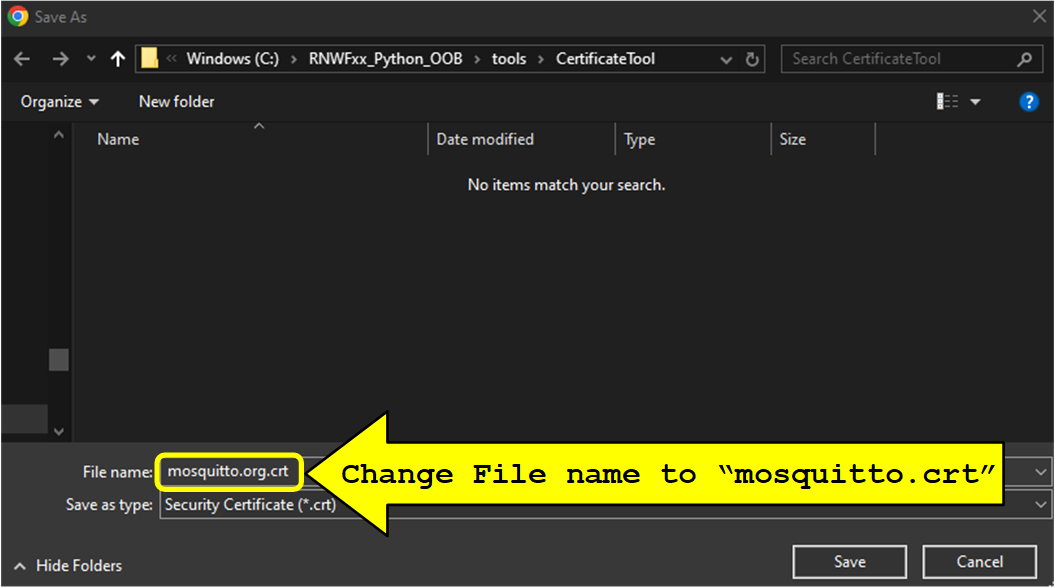 Save As
« Windows (C:) › RNWFxx_Python_OOB › tools › CertificateTool
Search CertificateTool
Organize
New folder
?
Name
Date modified
Type
Size
No items match your search.
File name: mosquitto.org.crt
Change File name to “mosquitto.crt”
Save as type: Security Certificate (*.crt)
Hide Folders
Save
Cancel